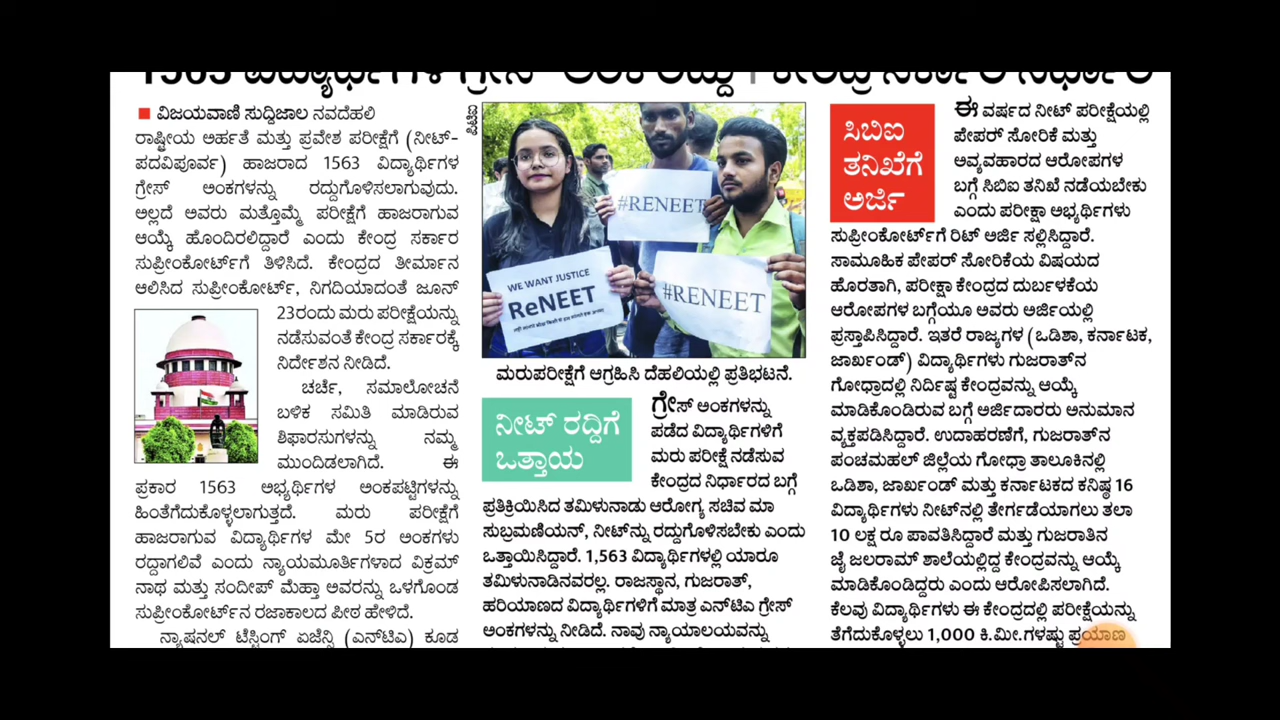 1563 ವಿದ್ಯಾರ್ಥಿಗಳ ಗ್ರೇಸ್ ಅಂಕ ರದ್ದು | ಕೇಂದ್ರ ಸರ್ಕಾರ ನಿರ್ಧಾರ
ವಿಜಯವಾಣಿ ಸುದ್ದಿಜಾಲ ನವದೆಹಲಿ
ರಾಷ್ಟ್ರೀಯ ಅರ್ಹತೆ ಮತ್ತು ಪ್ರವೇಶ ಪರೀಕ್ಷೆಗೆ (ನೀಟ್-
ಪದವಿಪೂರ್ವ) ಹಾಜರಾದ 1563 ವಿದ್ಯಾರ್ಥಿಗಳ
ಗ್ರೇಸ್ ಅಂಕಗಳನ್ನು ರದ್ದುಗೊಳಿಸಲಾಗುವುದು.
ಅಲ್ಲದೆ ಅವರು ಮತ್ತೊಮ್ಮೆ ಪರೀಕ್ಷೆಗೆ ಹಾಜರಾಗುವ
ಆಯ್ಕೆ ಹೊಂದಿರಲಿದ್ದಾರೆ ಎಂದು ಕೇಂದ್ರ ಸರ್ಕಾರ
ಸುಪ್ರೀಂಕೋರ್ಟ್‌ಗೆ ತಿಳಿಸಿದೆ. ಕೇಂದ್ರದ ತೀರ್ಮಾನ
ಆಲಿಸಿದ ಸುಪ್ರೀಂಕೋರ್ಟ್, ನಿಗದಿಯಾದಂತೆ ಜೂನ್
23ರಂದು ಮರು ಪರೀಕ್ಷೆಯನ್ನು
ನಡೆಸುವಂತೆ ಕೇಂದ್ರ ಸರ್ಕಾರಕ್ಕೆ
ನಿರ್ದೇಶನ ನೀಡಿದೆ.
ಚರ್ಚೆ, ಸಮಾಲೋಚನೆ
ಬಳಿಕ ಸಮಿತಿ ಮಾಡಿರುವ
ಶಿಫಾರಸುಗಳನ್ನು ನಮ್ಮ
ಮುಂದಿಡಲಾಗಿದೆ. ಈ
ಪ್ರಕಾರ 1563 ಅಭ್ಯರ್ಥಿಗಳ ಅಂಕಪಟ್ಟಿಗಳನ್ನು
ಹಿಂತೆಗೆದುಕೊಳ್ಳಲಾಗುತ್ತದೆ. ಮರು ಪರೀಕ್ಷೆಗೆ
ಹಾಜರಾಗುವ ವಿದ್ಯಾರ್ಥಿಗಳ ಮೇ 5ರ ಅಂಕಗಳು
ರದ್ದಾಗಲಿವೆ ಎಂದು ನ್ಯಾಯಮೂರ್ತಿಗಳಾದ ವಿಕ್ರಮ್
ನಾಥ ಮತ್ತು ಸಂದೀಪ್ ಮೆಹ್ತಾ ಅವರನ್ನು ಒಳಗೊಂಡ
ಸುಪ್ರೀಂಕೋರ್ಟ್‌ನ ರಜಾಕಾಲದ ಪೀಠ ಹೇಳಿದೆ.
ನ್ಯಾಷನಲ್ ಟೆಸ್ಟಿಂಗ್ ಏಜೆನ್ಸಿ (ಎನ್‌ಟಿಎ) ಕೂಡ
ಪಿಟಿಐ
#RENEET
WE WANT JUSTICE
ReNEET
#RENEET
ಮರುಪರೀಕ್ಷೆಗೆ ಆಗ್ರಹಿಸಿ ದೆಹಲಿಯಲ್ಲಿ ಪ್ರತಿಭಟನೆ.
ನೀಟ್ ರದ್ದಿಗೆ
ಒತ್ತಾಯ
ಗ್ರೇಸ್ ಅಂಕಗಳನ್ನು
ಪಡೆದ ವಿದ್ಯಾರ್ಥಿಗಳಿಗೆ
ಮರು ಪರೀಕ್ಷೆ ನಡೆಸುವ
ಕೇಂದ್ರದ ನಿರ್ಧಾರದ ಬಗ್ಗೆ
ಪ್ರತಿಕ್ರಿಯಿಸಿದ ತಮಿಳುನಾಡು ಆರೋಗ್ಯ ಸಚಿವ ಮಾ
ಸುಬ್ರಮಣಿಯನ್, ನೀಟ್‌ನ್ನು ರದ್ದುಗೊಳಿಸಬೇಕು ಎಂದು
ಒತ್ತಾಯಿಸಿದ್ದಾರೆ. 1,563 ವಿದ್ಯಾರ್ಥಿಗಳಲ್ಲಿ ಯಾರೂ
ತಮಿಳುನಾಡಿನವರಲ್ಲ. ರಾಜಸ್ಥಾನ, ಗುಜರಾತ್,
ಹರಿಯಾಣದ ವಿದ್ಯಾರ್ಥಿಗಳಿಗೆ ಮಾತ್ರ ಎನ್‌ಟಿಎ ಗ್ರೇಸ್
ಅಂಕಗಳನ್ನು ನೀಡಿದೆ. ನಾವು ನ್ಯಾಯಾಲಯವನ್ನು
ಸಿಬಿಐ
ತನಿಖೆಗೆ
ಅರ್ಜಿ
ಈ ವರ್ಷದ ನೀಟ್ ಪರೀಕ್ಷೆಯಲ್ಲಿ
ಪೇಪರ್ ಸೋರಿಕೆ ಮತ್ತು
ಅವ್ಯವಹಾರದ ಆರೋಪಗಳ
ಬಗ್ಗೆ ಸಿಬಿಐ ತನಿಖೆ ನಡೆಯಬೇಕು
ಎಂದು ಪರೀಕ್ಷಾ ಅಭ್ಯರ್ಥಿಗಳು
ಸುಪ್ರೀಂಕೋರ್ಟ್‌ಗೆ ರಿಟ್ ಅರ್ಜಿ ಸಲ್ಲಿಸಿದ್ದಾರೆ.
ಸಾಮೂಹಿಕ ಪೇಪರ್ ಸೋರಿಕೆಯ ವಿಷಯದ
ಹೊರತಾಗಿ, ಪರೀಕ್ಷಾ ಕೇಂದ್ರದ ದುರ್ಬಳಕೆಯ
ಆರೋಪಗಳ ಬಗ್ಗೆಯೂ ಅವರು ಅರ್ಜಿಯಲ್ಲಿ
ಪ್ರಸ್ತಾಪಿಸಿದ್ದಾರೆ. ಇತರೆ ರಾಜ್ಯಗಳ (ಒಡಿಶಾ, ಕರ್ನಾಟಕ,
ಜಾರ್ಖಂಡ್) ವಿದ್ಯಾರ್ಥಿಗಳು ಗುಜರಾತ್‌ನ
ಗೋಧ್ರಾದಲ್ಲಿ ನಿರ್ದಿಷ್ಟ ಕೇಂದ್ರವನ್ನು ಆಯ್ಕೆ
ಮಾಡಿಕೊಂಡಿರುವ ಬಗ್ಗೆ ಅರ್ಜಿದಾರರು ಅನುಮಾನ
ವ್ಯಕ್ತಪಡಿಸಿದ್ದಾರೆ. ಉದಾಹರಣೆಗೆ, ಗುಜರಾತ್‌ನ
ಪಂಚಮಹಲ್ ಜಿಲ್ಲೆಯ ಗೋಧ್ರಾ ತಾಲೂಕಿನಲ್ಲಿ
ಒಡಿಶಾ, ಜಾರ್ಖಂಡ್ ಮತ್ತು ಕರ್ನಾಟಕದ ಕನಿಷ್ಠ 16
ವಿದ್ಯಾರ್ಥಿಗಳು ನೀಟ್‌ನಲ್ಲಿ ತೇರ್ಗಡೆಯಾಗಲು ತಲಾ
10 ಲಕ್ಷ ರೂ ಪಾವತಿಸಿದ್ದಾರೆ ಮತ್ತು ಗುಜರಾತಿನ
ಜೈ ಜಲರಾಮ್ ಶಾಲೆಯಲ್ಲಿದ್ದ ಕೇಂದ್ರವನ್ನು ಆಯ್ಕೆ
ಮಾಡಿಕೊಂಡಿದ್ದರು ಎಂದು ಆರೋಪಿಸಲಾಗಿದೆ.
ಕೆಲವು ವಿದ್ಯಾರ್ಥಿಗಳು ಈ ಕೇಂದ್ರದಲ್ಲಿ ಪರೀಕ್ಷೆಯನ್ನು
ತೆಗೆದುಕೊಳ್ಳಲು 1,000 ಕಿ.ಮೀ.ಗಳಷ್ಟು ಪ್ರಯಾಣ